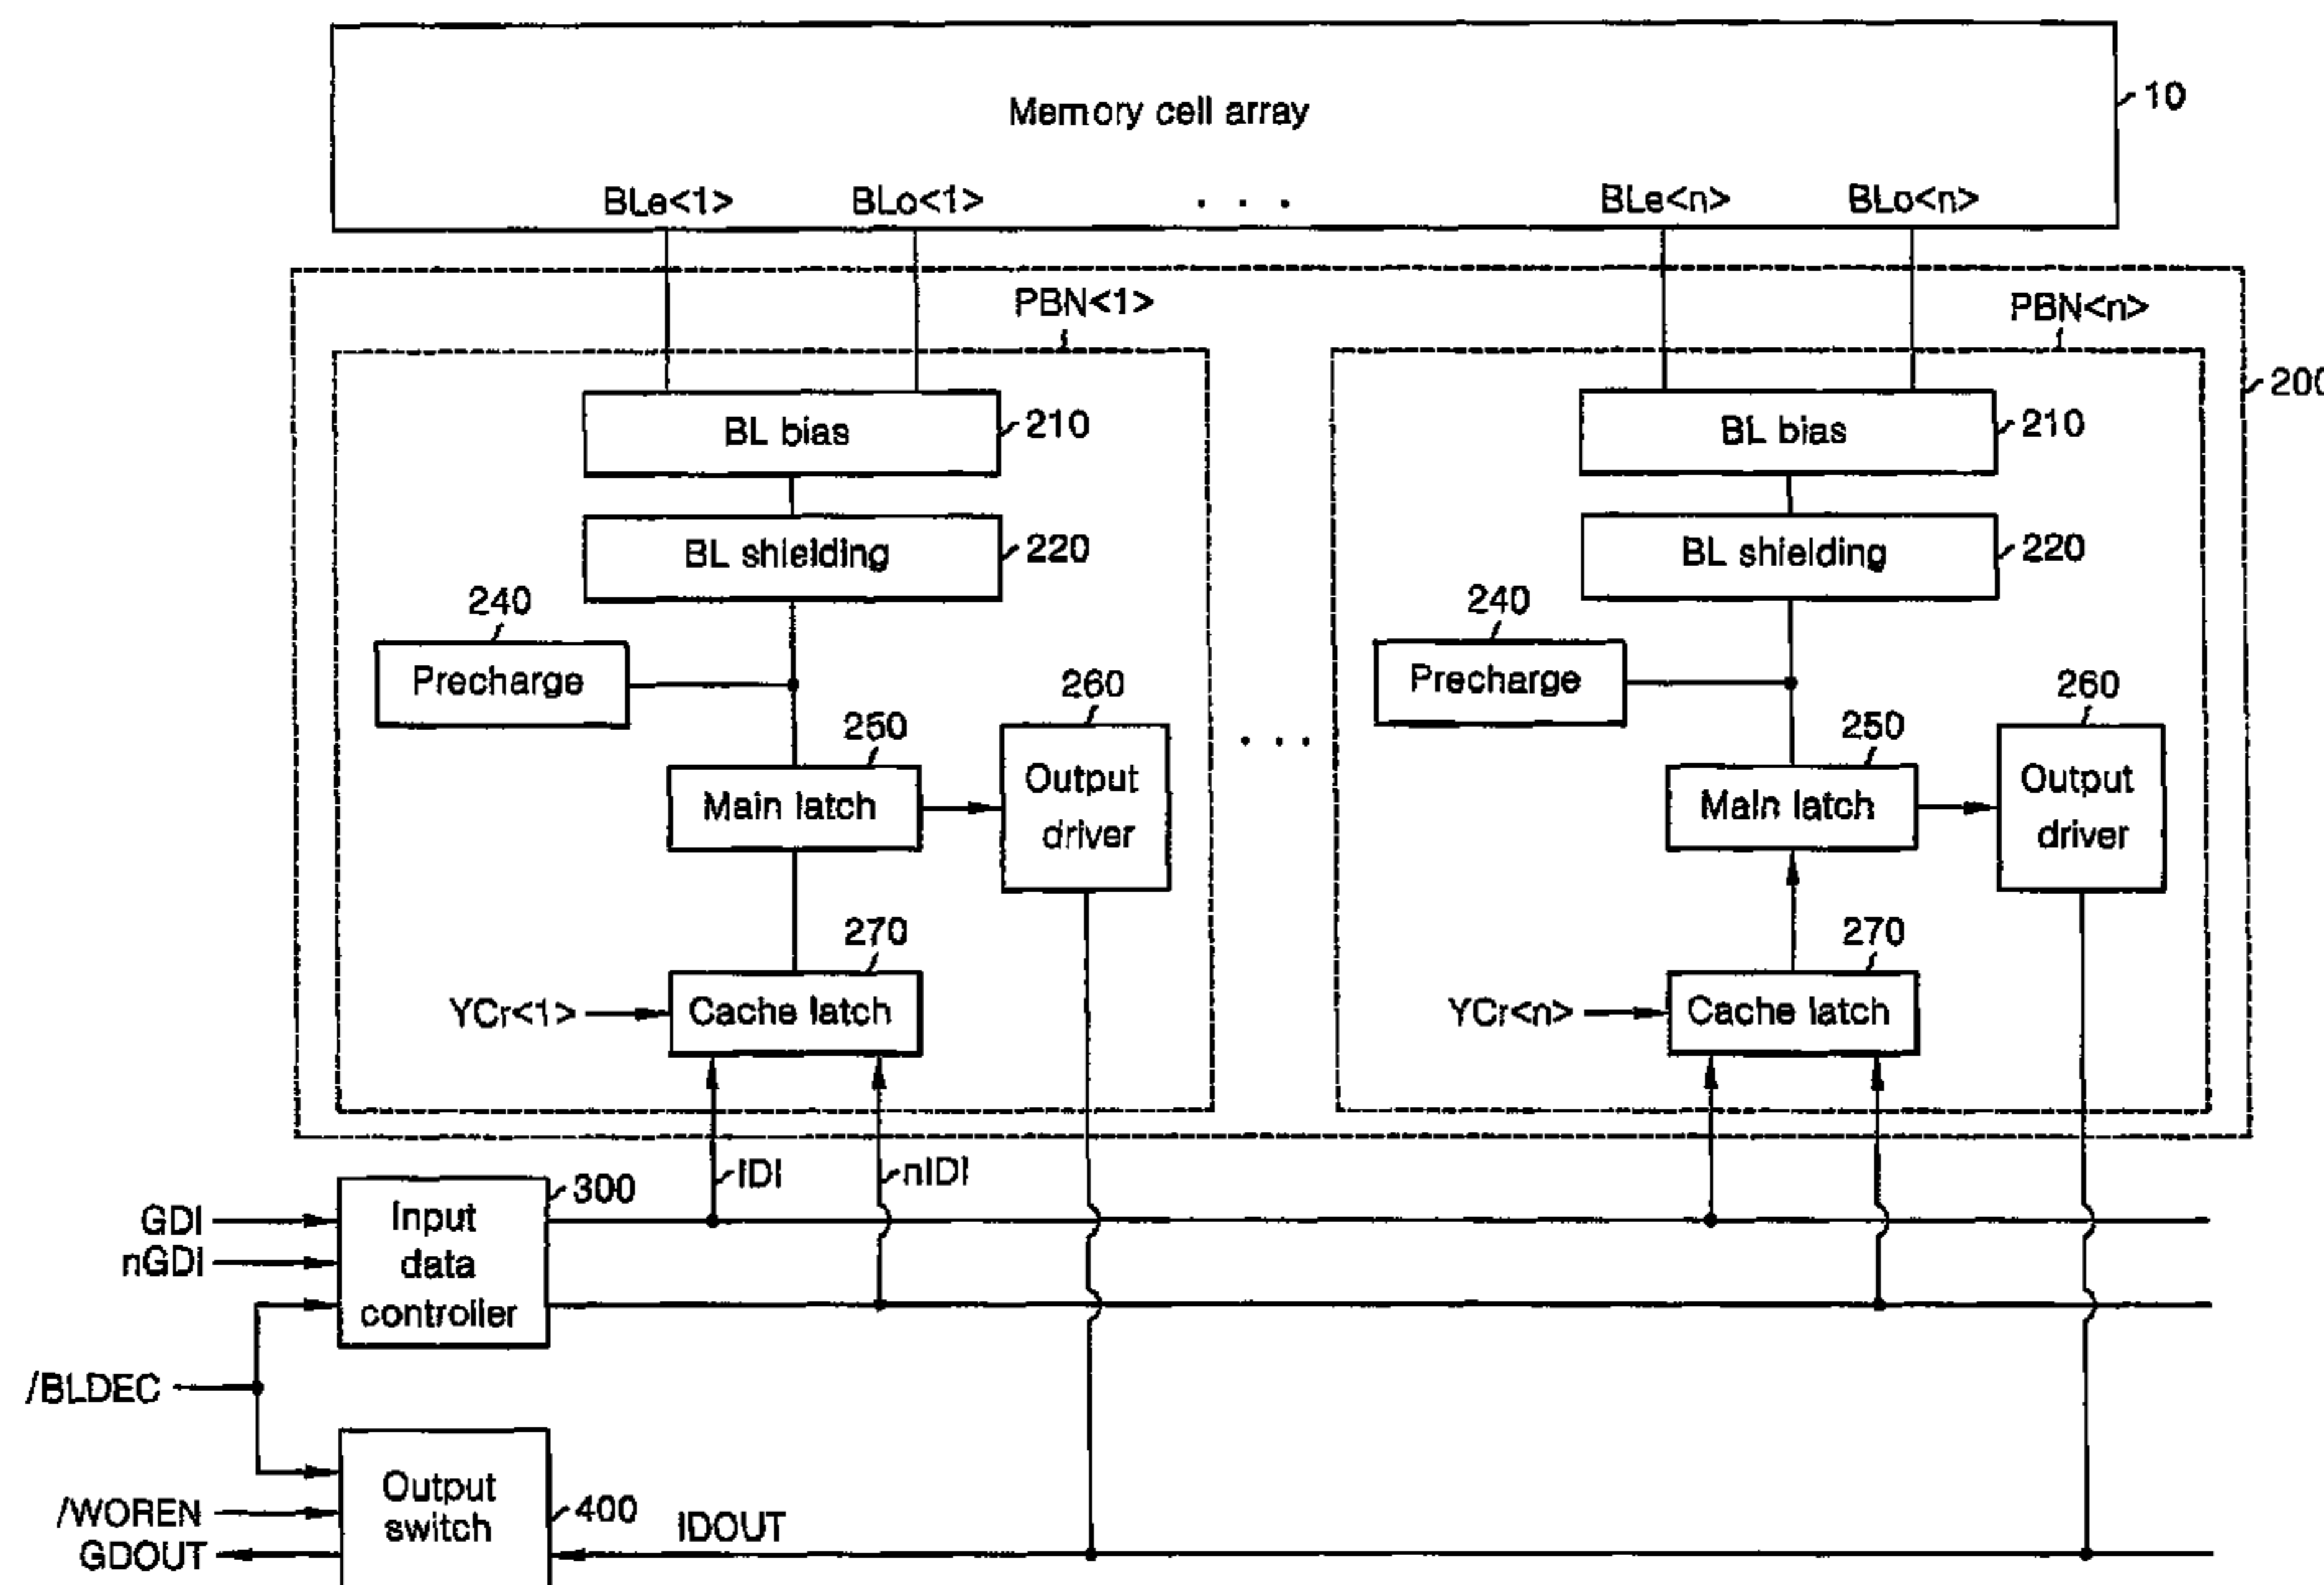 Memory cell array
10
BLe<1>
BLo<1>
. . .
BLe<n>
BLo<n>
PBN<1>
PBN<n>
200
BL bias
210
BL bias
210
BL shielding
220
BL shielding
220
240
Precharge
240
Precharge
260
Output
driver
260
Output
driver
250
Main latch
250
Main latch
. . .
270
Cache latch
270
Cache latch
YCr<1>
YCr<n>
IDI
nIDI
300
Input
data
controller
GDI
nGDI
/BLDEC
Output
switch
400
/WOREN
GDOUT
IDOUT